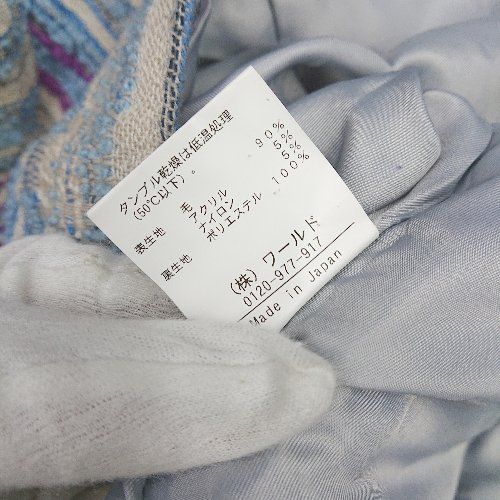 タンブル乾燥は低温処理
(50℃以下)。
表生地 毛 90%
アクリル 5%
ナイロン 5%
裏生地 ポリエステル 100%
(株)ワールド
0120-977-917
Made in Japan